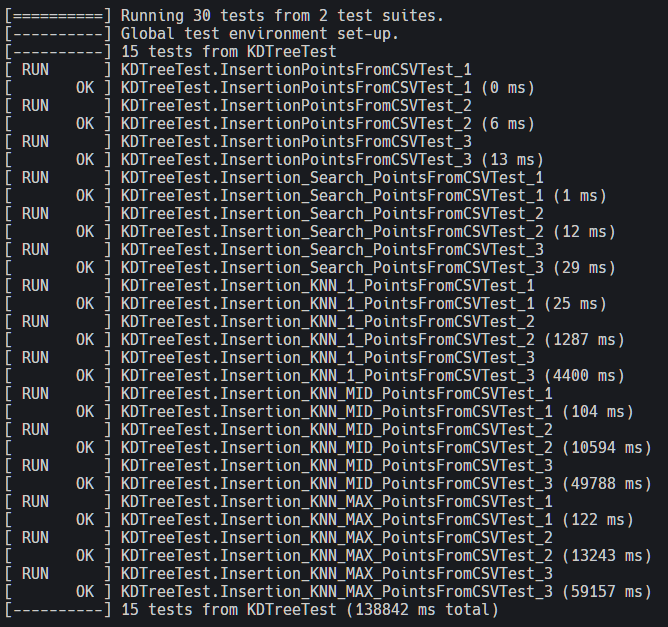 [==========] Running 30 tests from 2 test suites.
[----------] Global test environment set-up.
[----------] 15 tests from KDTreeTest
[ RUN      ] KDTreeTest.InsertionPointsFromCSVTest_1
[       OK ] KDTreeTest.InsertionPointsFromCSVTest_1 (0 ms)
[ RUN      ] KDTreeTest.InsertionPointsFromCSVTest_2
[       OK ] KDTreeTest.InsertionPointsFromCSVTest_2 (6 ms)
[ RUN      ] KDTreeTest.InsertionPointsFromCSVTest_3
[       OK ] KDTreeTest.InsertionPointsFromCSVTest_3 (13 ms)
[ RUN      ] KDTreeTest.Insertion_Search_PointsFromCSVTest_1
[       OK ] KDTreeTest.Insertion_Search_PointsFromCSVTest_1 (1 ms)
[ RUN      ] KDTreeTest.Insertion_Search_PointsFromCSVTest_2
[       OK ] KDTreeTest.Insertion_Search_PointsFromCSVTest_2 (12 ms)
[ RUN      ] KDTreeTest.Insertion_Search_PointsFromCSVTest_3
[       OK ] KDTreeTest.Insertion_Search_PointsFromCSVTest_3 (29 ms)
[ RUN      ] KDTreeTest.Insertion_KNN_1_PointsFromCSVTest_1
[       OK ] KDTreeTest.Insertion_KNN_1_PointsFromCSVTest_1 (25 ms)
[ RUN      ] KDTreeTest.Insertion_KNN_1_PointsFromCSVTest_2
[       OK ] KDTreeTest.Insertion_KNN_1_PointsFromCSVTest_2 (1287 ms)
[ RUN      ] KDTreeTest.Insertion_KNN_1_PointsFromCSVTest_3
[       OK ] KDTreeTest.Insertion_KNN_1_PointsFromCSVTest_3 (4400 ms)
[ RUN      ] KDTreeTest.Insertion_KNN_MID_PointsFromCSVTest_1
[       OK ] KDTreeTest.Insertion_KNN_MID_PointsFromCSVTest_1 (104 ms)
[ RUN      ] KDTreeTest.Insertion_KNN_MID_PointsFromCSVTest_2
[       OK ] KDTreeTest.Insertion_KNN_MID_PointsFromCSVTest_2 (10594 ms)
[ RUN      ] KDTreeTest.Insertion_KNN_MID_PointsFromCSVTest_3
[       OK ] KDTreeTest.Insertion_KNN_MID_PointsFromCSVTest_3 (49788 ms)
[ RUN      ] KDTreeTest.Insertion_KNN_MAX_PointsFromCSVTest_1
[       OK ] KDTreeTest.Insertion_KNN_MAX_PointsFromCSVTest_1 (122 ms)
[ RUN      ] KDTreeTest.Insertion_KNN_MAX_PointsFromCSVTest_2
[       OK ] KDTreeTest.Insertion_KNN_MAX_PointsFromCSVTest_2 (13243 ms)
[ RUN      ] KDTreeTest.Insertion_KNN_MAX_PointsFromCSVTest_3
[       OK ] KDTreeTest.Insertion_KNN_MAX_PointsFromCSVTest_3 (59157 ms)
[----------] 15 tests from KDTreeTest (138842 ms total)